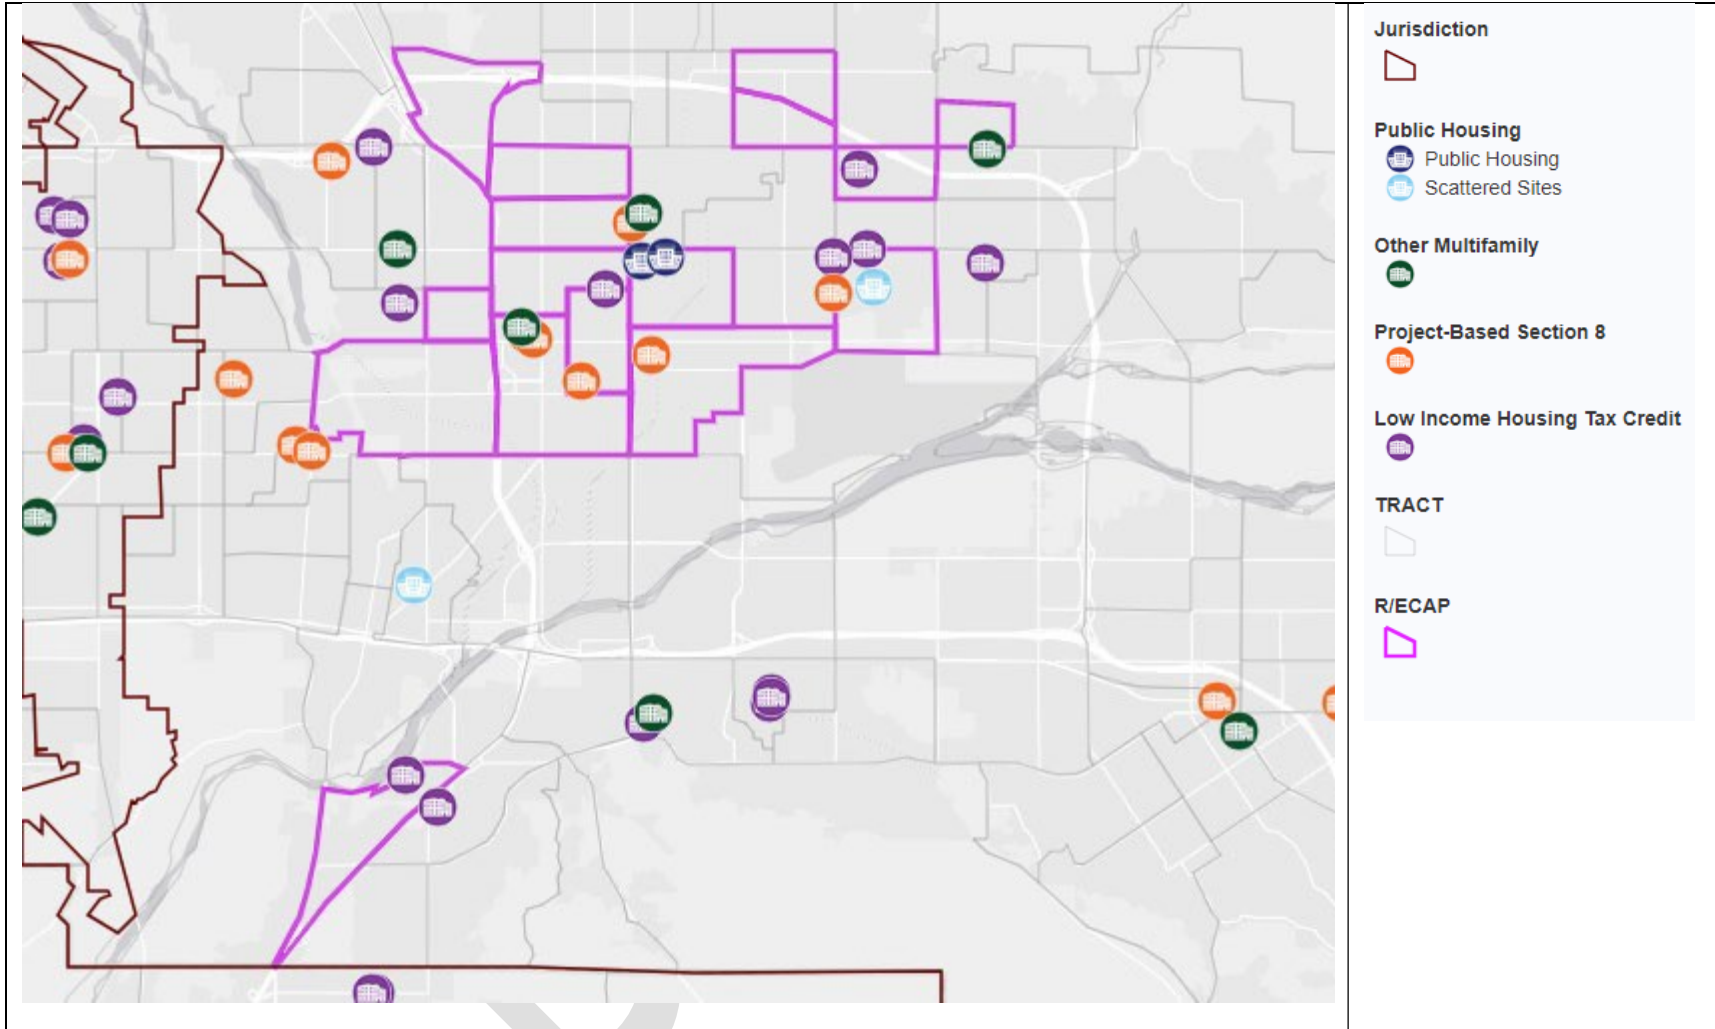 Jurisdiction
Public Housing
Public Housing
Scattered Sites
Other Multifamily
Project-Based Section 8
Low Income Housing Tax Credit
TRACT
R/ECAP